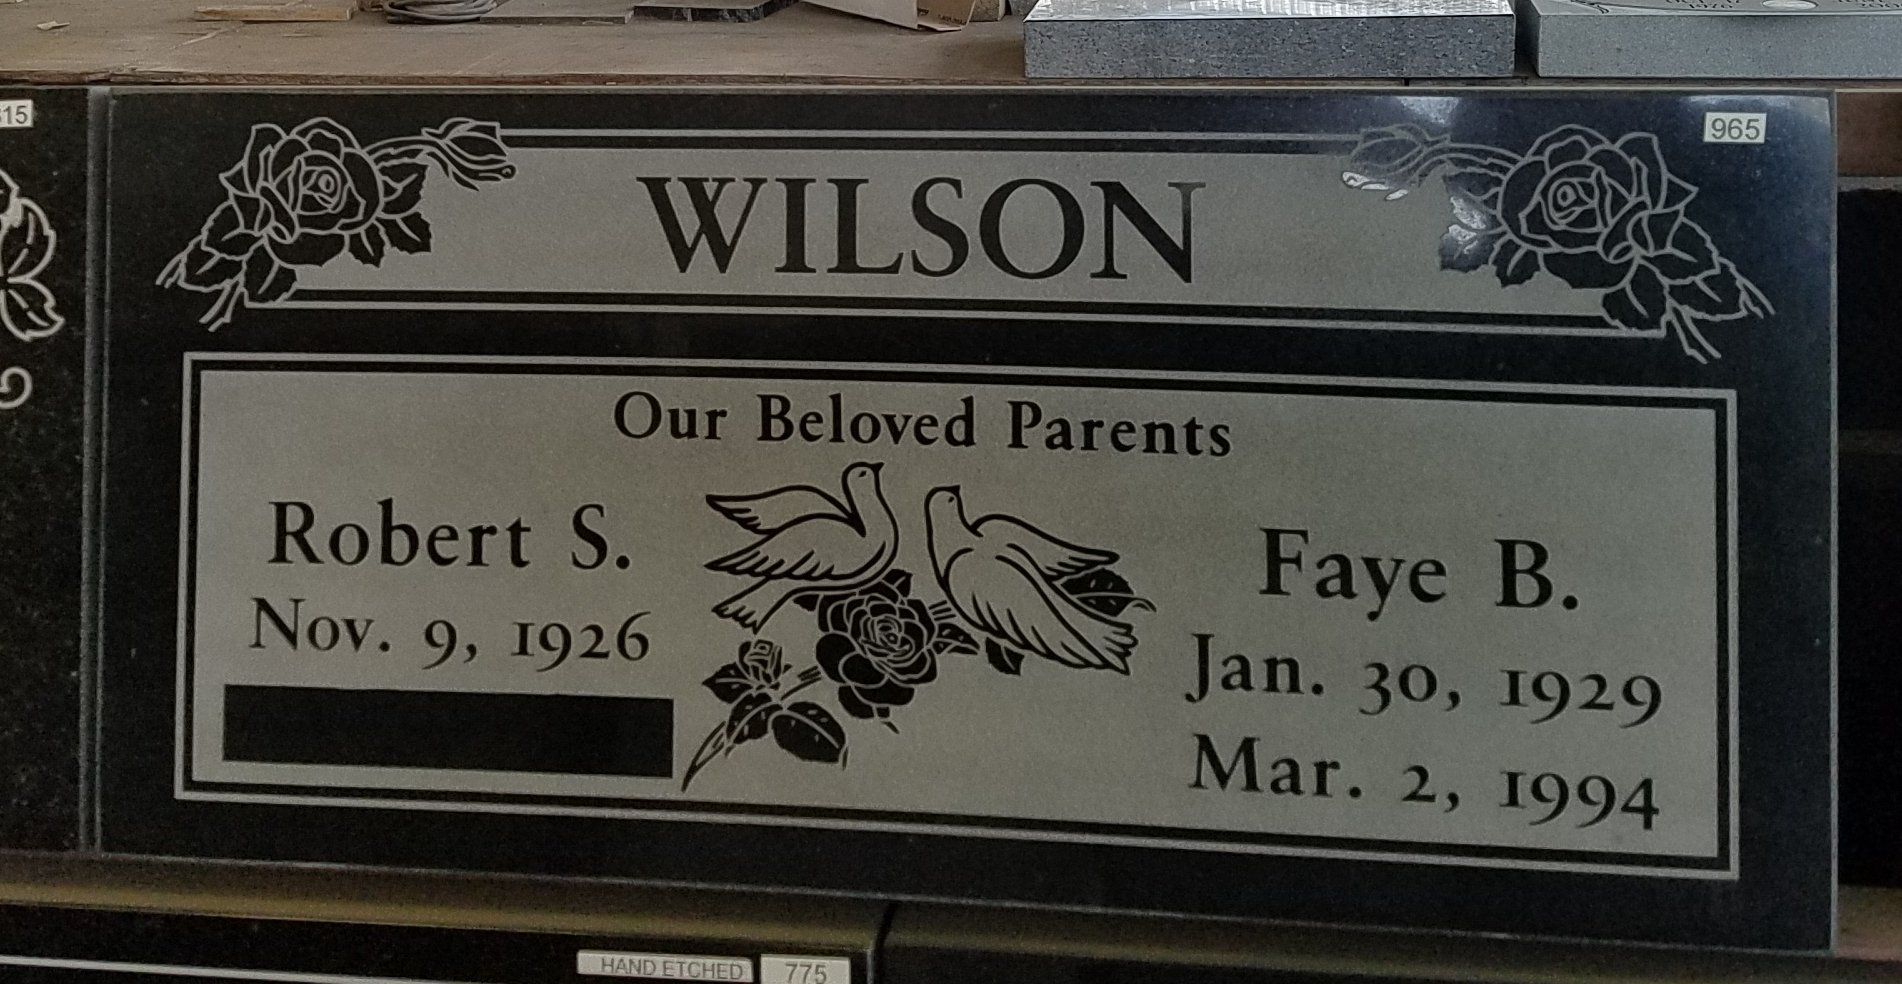 965
WILSON
Our Beloved Parents
Robert S.
Nov. 9, 1926
Faye B.
Jan. 30, 1929
Mar. 2, 1994
HAND ETCHED
775